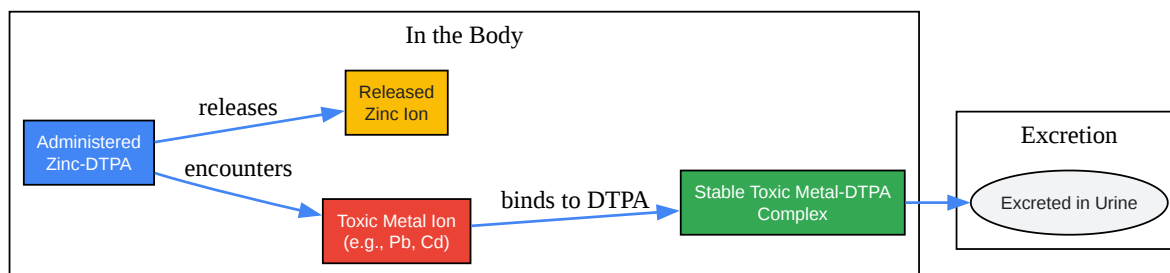 In the Body
Released
Zinc Ion
releases
Administered
Zinc-DTPA
encounters
Toxic Metal Ion
(e.g., Pb, Cd)
binds to DTPA
Stable Toxic Metal-DTPA
Complex
Excretion
Excreted in Urine